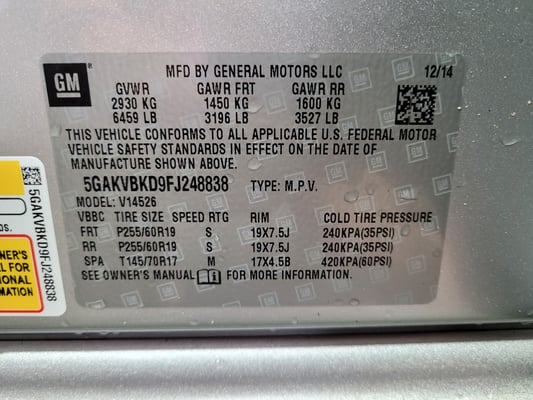 GM
MFD BY GENERAL MOTORS LLC 12/14
GVWR GAWR FRT GAWR RR
2930 KG 1450 KG 1600 KG
6459 LB 3196 LB 3527 LB
THIS VEHICLE CONFORMS TO ALL APPLICABLE U.S. FEDERAL MOTOR
VEHICLE SAFETY STANDARDS IN EFFECT ON THE DATE OF
MANUFACTURE SHOWN ABOVE.
5GAKVBKD9FJ248838 TYPE: M.P.V.
MODEL: V14526
VBBC TIRE SIZE SPEED RTG RIM COLD TIRE PRESSURE
FRT P255/60R19 S 19X7.5J 240KPA(35PSI)
RR P255/60R19 S 19X7.5J 240KPA(35PSI)
SPA T145/70R17 M 17X4.5B 420KPA(60PSI)
SEE OWNER'S MANUAL FOR MORE INFORMATION
5GAKVBKD9FJ248838
NER'S
L FOR
IONAL
MATION